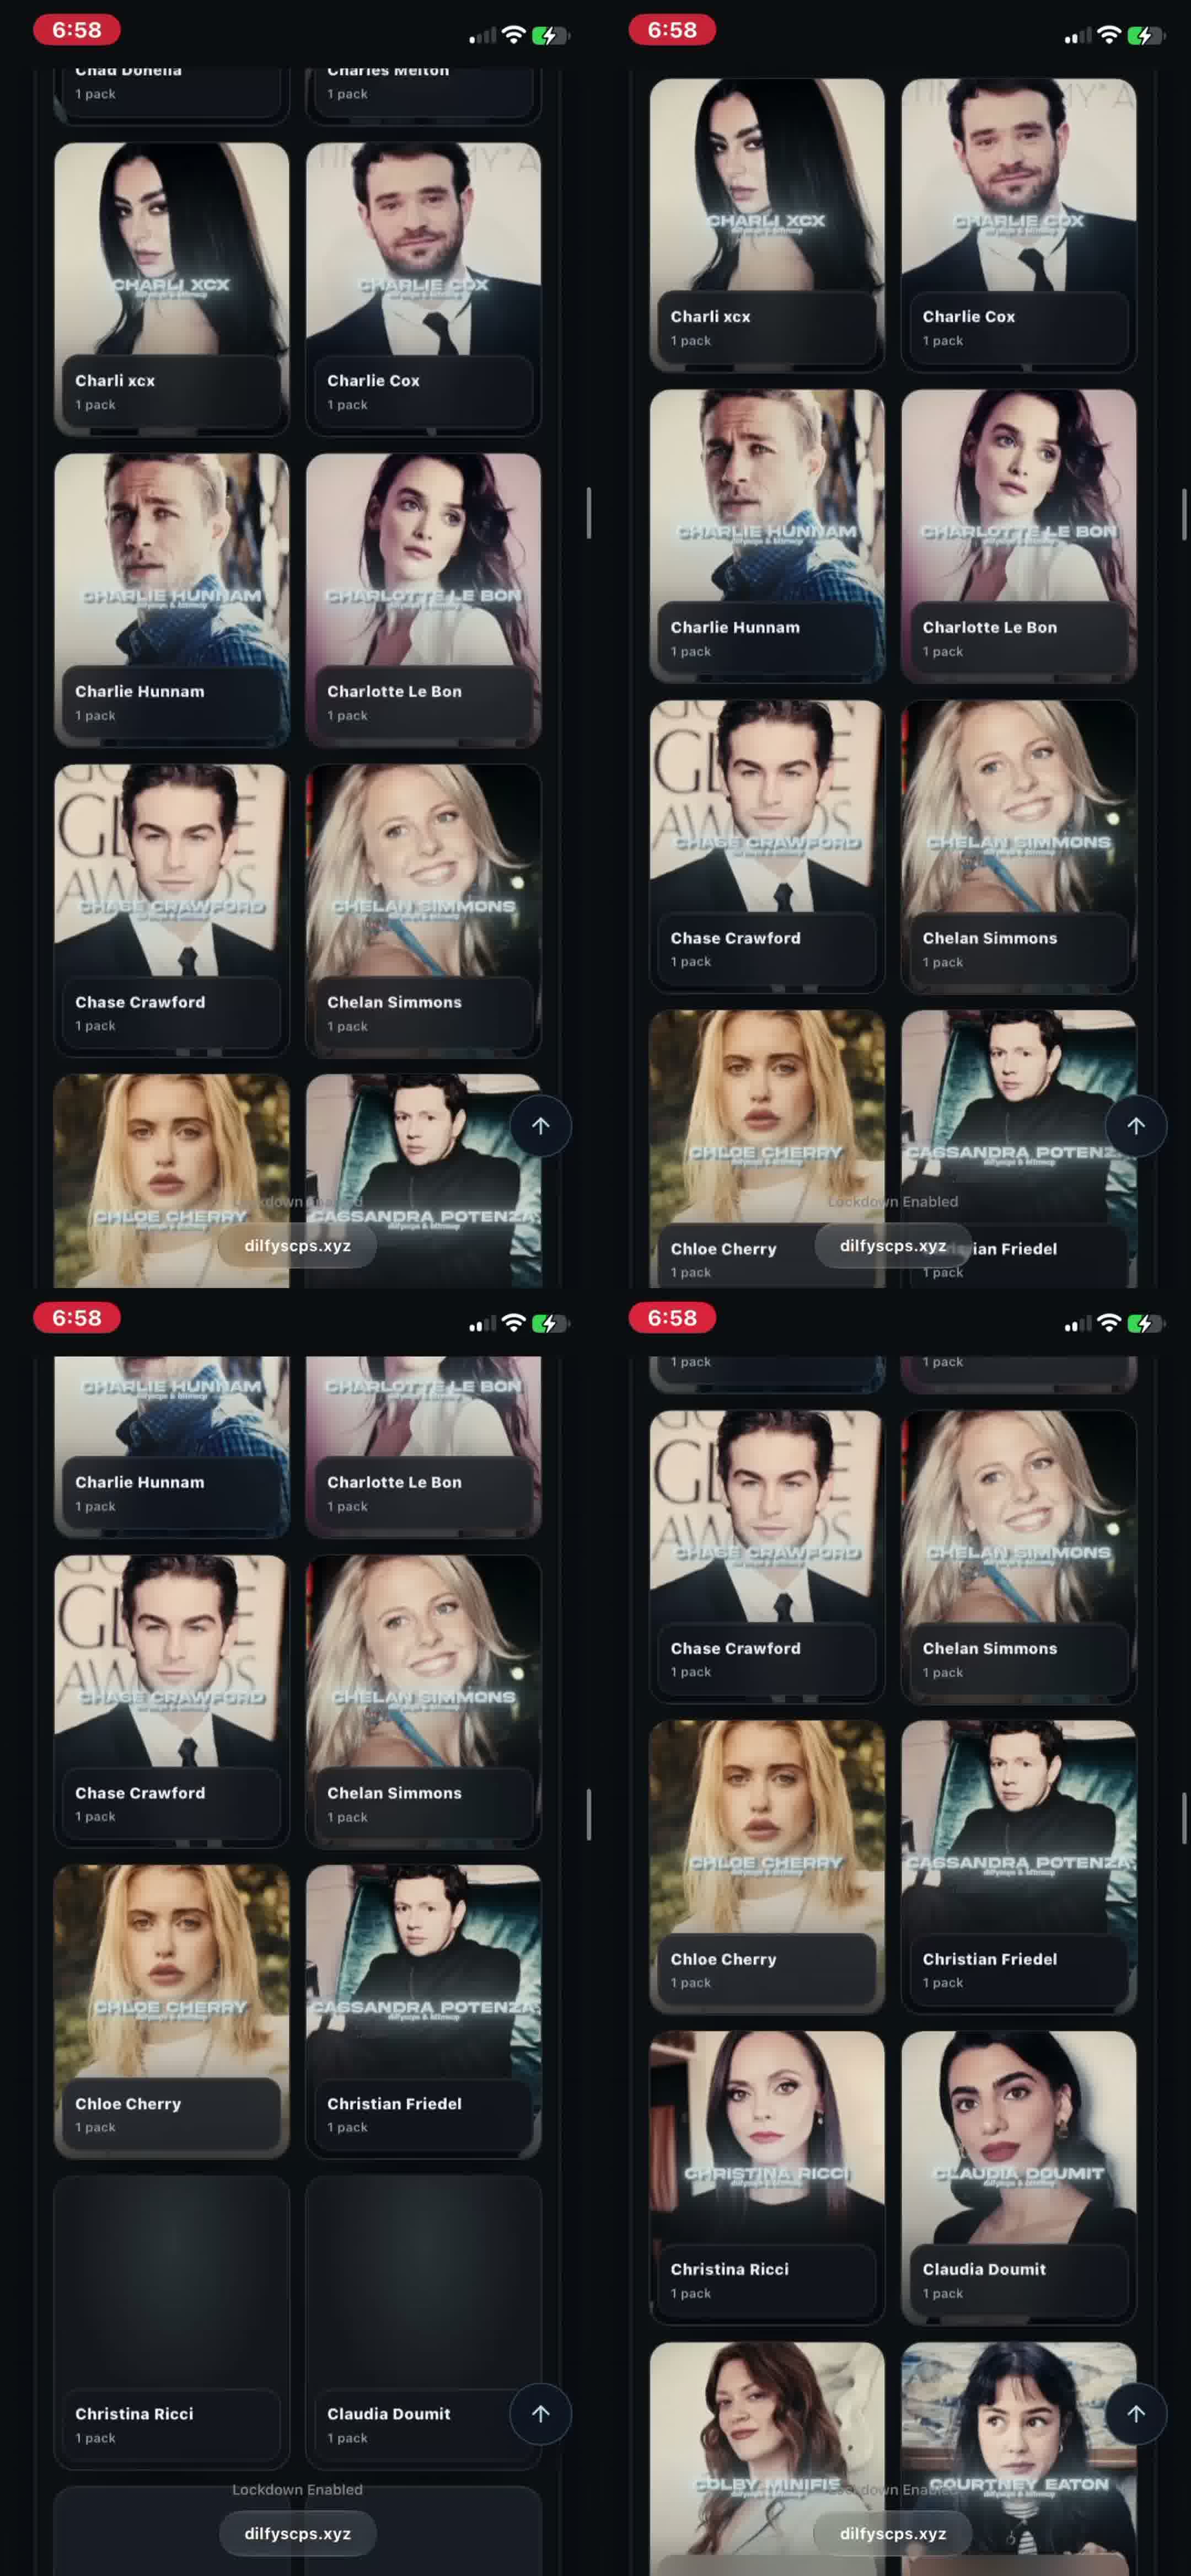 6:58
Chad Donella
Charles Melton
1 pack
1 pack
CHARLI XCX
CHARLIE COX
Charli xcx
Charlie Cox
1 pack
1 pack
CHARLIE HUNNAM
CHARLOTTE LE BON
Charlie Hunnam
Charlotte Le Bon
1 pack
1 pack
CHASE CRAWFORD
CHELAN SIMMONS
Chase Crawford
Chelan Simmons
1 pack
1 pack
Lockdown Enabled
CHLOE CHERRY
CASSANDRA POTENZA
dilfyscps.xyz
6:58
CHARLI XCX
CHARLIE COX
Charli xcx
Charlie Cox
1 pack
1 pack
CHARLIE HUNNAM
CHARLOTTE LE BON
Charlie Hunnam
Charlotte Le Bon
1 pack
1 pack
CHASE CRAWFORD
CHELAN SIMMONS
Chase Crawford
Chelan Simmons
1 pack
1 pack
CHLOE CHERRY
CASSANDRA POTENZ
Lockdown Enabled
Chloe Cherry
dilfyscps.xyz
ian Friedel
1 pack
1 pack
6:58
CHARLIE HUNNAM
CHARLOTTE LE BON
Charlie Hunnam
Charlotte Le Bon
1 pack
1 pack
CHASE CRAWFORD
CHELAN SIMMONS
Chase Crawford
Chelan Simmons
1 pack
1 pack
CHLOE CHERRY
CASSANDRA POTENZA
Chloe Cherry
Christian Friedel
1 pack
1 pack
Christina Ricci
Claudia Doumit
1 pack
1 pack
Lockdown Enabled
dilfyscps.xyz
6:58
1 pack
1 pack
CHASE CRAWFORD
CHELAN SIMMONS
Chase Crawford
Chelan Simmons
1 pack
1 pack
CHLOE CHERRY
CASSANDRA POTENZA
Chloe Cherry
Christian Friedel
1 pack
1 pack
CHRISTINA RICCI
CLAUDIA DOUMIT
Christina Ricci
Claudia Doumit
1 pack
1 pack
COLBY MINIFIE
Lockdown Enabled
COURTNEY EATON
dilfyscps.xyz